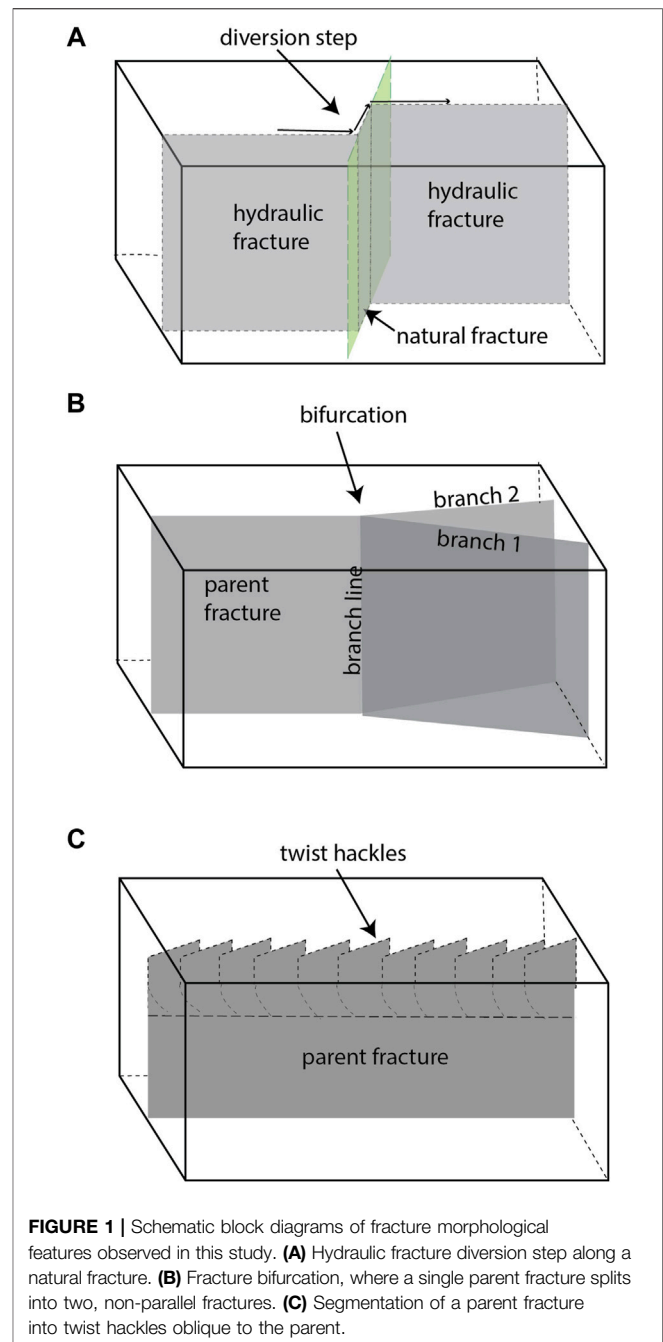 A
diversion step
hydraulic
fracture
hydraulic
fracture
natural fracture
B
bifurcation
branch 2
branch 1
parent
fracture
branch line
C
twist hackles
parent fracture
FIGURE 1 | Schematic block diagrams of fracture morphological
features observed in this study. (A) Hydraulic fracture diversion step along a
natural fracture. (B) Fracture bifurcation, where a single parent fracture splits
into two, non-parallel fractures. (C) Segmentation of a parent fracture
into twist hackles oblique to the parent.